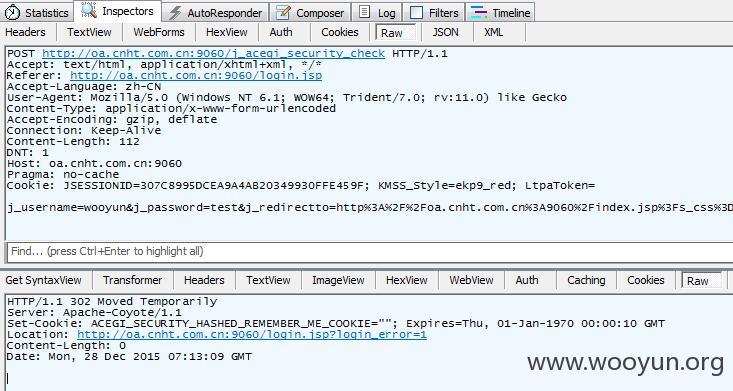 Statistics Inspectors AutoResponder Composer Log Filters Timeline
Headers TextView WebForms HexView Auth Cookies Raw JSON XML
POST http://oa.cnht.com.cn:9060/j_acegi_security_check HTTP/1.1
Accept: text/html, application/xhtml+xml, */*
Referer: http://oa.cnht.com.cn:9060/login.jsp
Accept-Language: zh-CN
User-Agent: Mozilla/5.0 (Windows NT 6.1; WOW64; Trident/7.0; rv:11.0) like Gecko
Content-Type: application/x-www-form-urlencoded
Accept-Encoding: gzip, deflate
Connection: Keep-Alive
Content-Length: 112
DNT: 1
Host: oa.cnht.com.cn:9060
Pragma: no-cache
Cookie: JSESSIONID=307C8995DCEA9A4AB20349930FFE459F; KMSS_Style=ekp9_red; LtpaToken=
j_username=wooyun&j_password=test&j_redirectto=http%3A%2F%2Foa.cnht.com.cn%3A9060%2Findex.jsp%3Fs_css%3D
Find... (press Ctrl+Enter to highlight all)
Get SyntaxView Transformer Headers TextView ImageView HexView WebView Auth Caching Cookies Raw
HTTP/1.1 302 Moved Temporarily
Server: Apache-Coyote/1.1
Set-Cookie: ACEGI_SECURITY_HASHED_REMEMBER_ME_COOKIE=""; Expires=Thu, 01-Jan-1970 00:00:10 GMT
Location: http://oa.cnht.com.cn:9060/login.jsp?login_error=1
Content-Length: 0
Date: Mon, 28 Dec 2015 07:13:09 GMT
www.wooyun.org